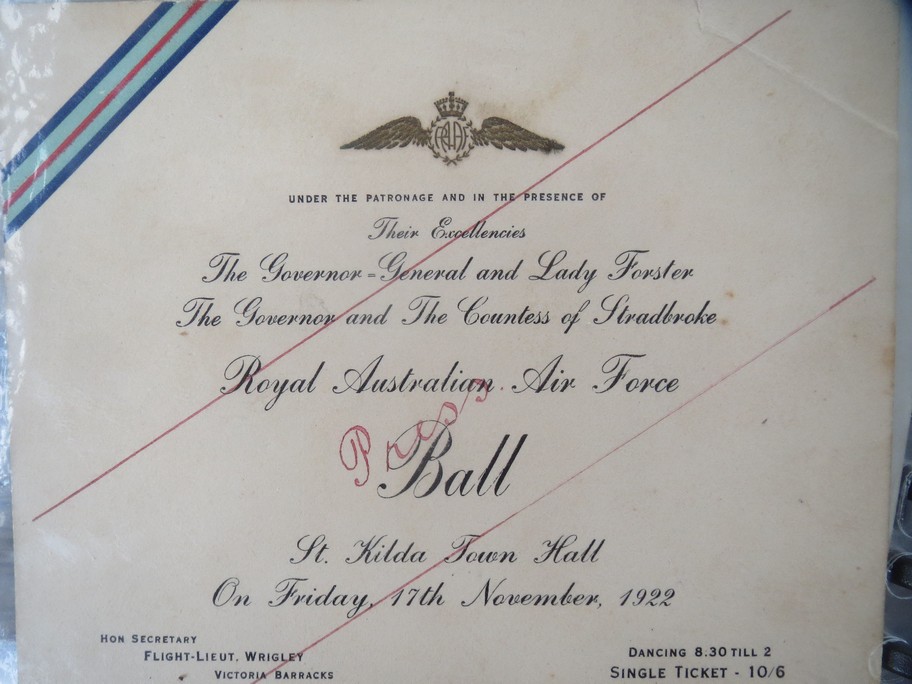 RAAF
UNDER THE PATRONAGE AND IN THE PRESENCE OF
Their Excellencies
The Governor=General and Lady Forster
The Governor and The Countess of Stradbroke
Royal Australian Air Force
Press
Ball
St. Kilda Town Hall
On Friday, 17th November, 1922
HON SECRETARY
FLIGHT-LIEUT. WRIGLEY
VICTORIA BARRACKS
DANCING 8.30 TILL 2
SINGLE TICKET - 10/6